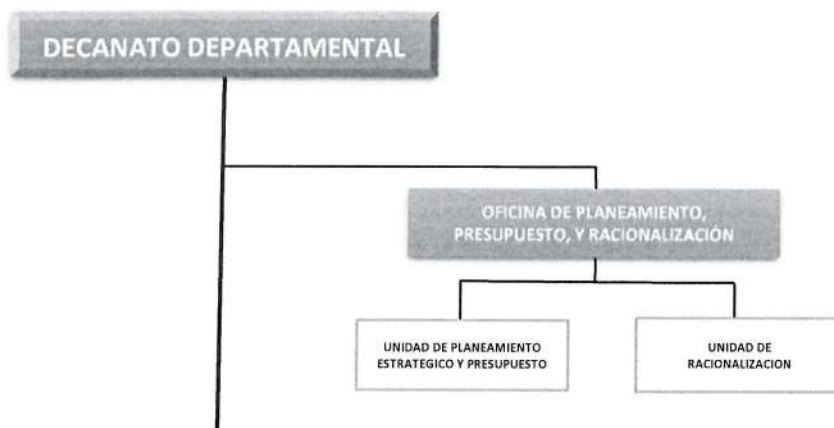 DECANATO DEPARTAMENTAL
OFICINA DE PLANEAMIENTO,
PRESUPUESTO, Y RACIONALIZACIÓN
UNIDAD DE PLANEAMIENTO
ESTRATEGICO Y PRESUPUESTO
UNIDAD DE
RACIONALIZACION